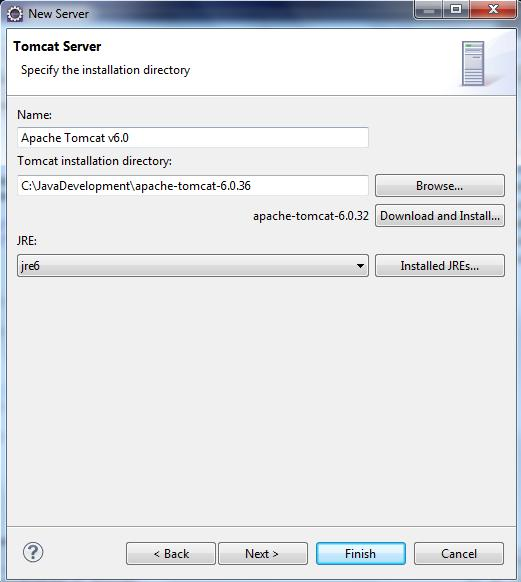 New Server
Tomcat Server
Specify the installation directory
Name:
Apache Tomcat v6.0
Tomcat installation directory:
C:\JavaDevelopment\apache-tomcat-6.0.36
Browse...
apache-tomcat-6.0.32
Download and Install...
JRE:
jre6
Installed JREs...
?
< Back
Next >
Finish
Cancel